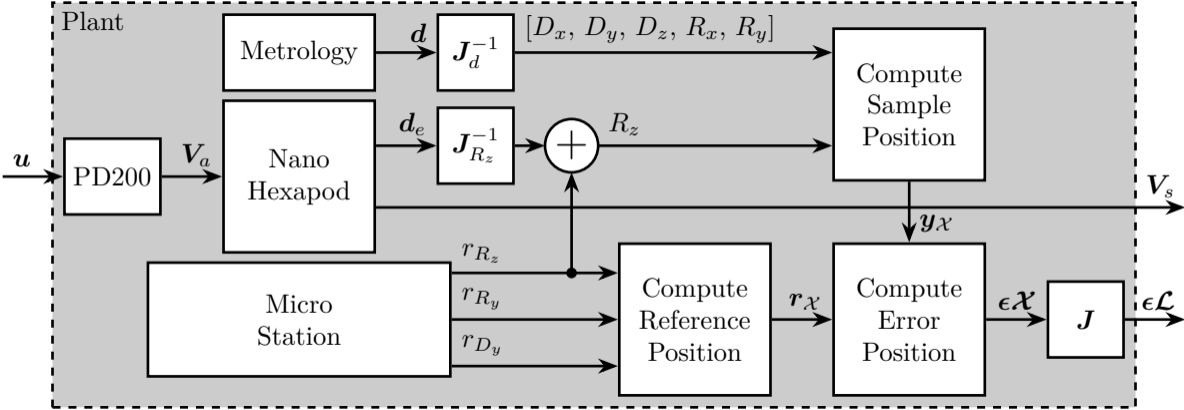 Plant
Metrology
d
J_d^{-1}
[D_x, D_y, D_z, R_x, R_y]
Compute
Sample
Position
u
PD200
V_a
Nano
Hexapod
d_e
J_{R_z}^{-1}
+
R_z
V_s
y_𝒳
Micro
Station
r_{R_z}
r_{R_y}
r_{D_y}
Compute
Reference
Position
r_𝒳
Compute
Error
Position
ϵ𝒳
J
ϵℒ